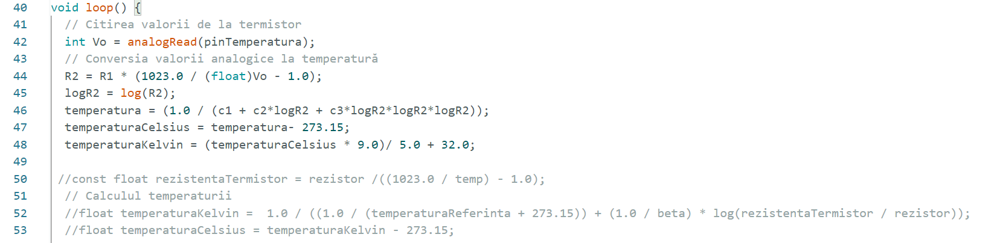 40 void loop() {
41 // Citirea valorii de la termistor
42 int Vo = analogRead(pinTemperatura);
43 // Conversia valorii analogice la temperatură
44 R2 = R1 * (1023.0 / (float)Vo - 1.0);
45 logR2 = log(R2);
46 temperatura = (1.0 / (c1 + c2*logR2 + c3*logR2*logR2*logR2));
47 temperaturaCelsius = temperatura- 273.15;
48 temperaturaKelvin = (temperaturaCelsius * 9.0)/ 5.0 + 32.0;
49
50 //const float rezistentaTermistor = rezistor /((1023.0 / temp) - 1.0);
51 // Calculul temperaturii
52 //float temperaturaKelvin =  1.0 / ((1.0 / (temperaturaReferinta + 273.15)) + (1.0 / beta) * log(rezistentaTermistor / rezistor));
53 //float temperaturaCelsius = temperaturaKelvin - 273.15;